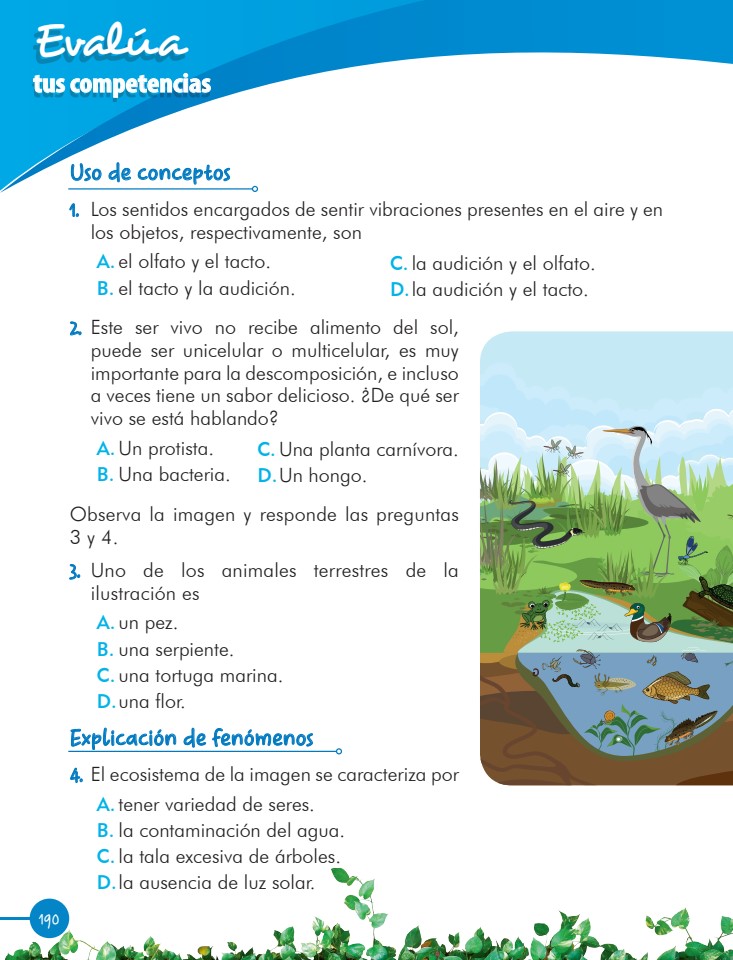 Evalúa
tus competencias
Uso de conceptos
1. Los sentidos encargados de sentir vibraciones presentes en el aire y en
los objetos, respectivamente, son
A. el olfato y el tacto.
B. el tacto y la audición.
C. la audición y el olfato.
D. la audición y el tacto.
2. Este ser vivo no recibe alimento del sol,
puede ser unicelular o multicelular, es muy
importante para la descomposición, e incluso
a veces tiene un sabor delicioso. ¿De qué ser
vivo se está hablando?
A. Un protista.
B. Una bacteria.
C. Una planta carnívora.
D. Un hongo.
Observa la imagen y responde las preguntas
3 y 4.
3. Uno de los animales terrestres de la
ilustración es
A. un pez.
B. una serpiente.
C. una tortuga marina.
D. una flor.
Explicación de fenómenos
4. El ecosistema de la imagen se caracteriza por
A. tener variedad de seres.
B. la contaminación del agua.
C. la tala excesiva de árboles.
D. la ausencia de luz solar.
190